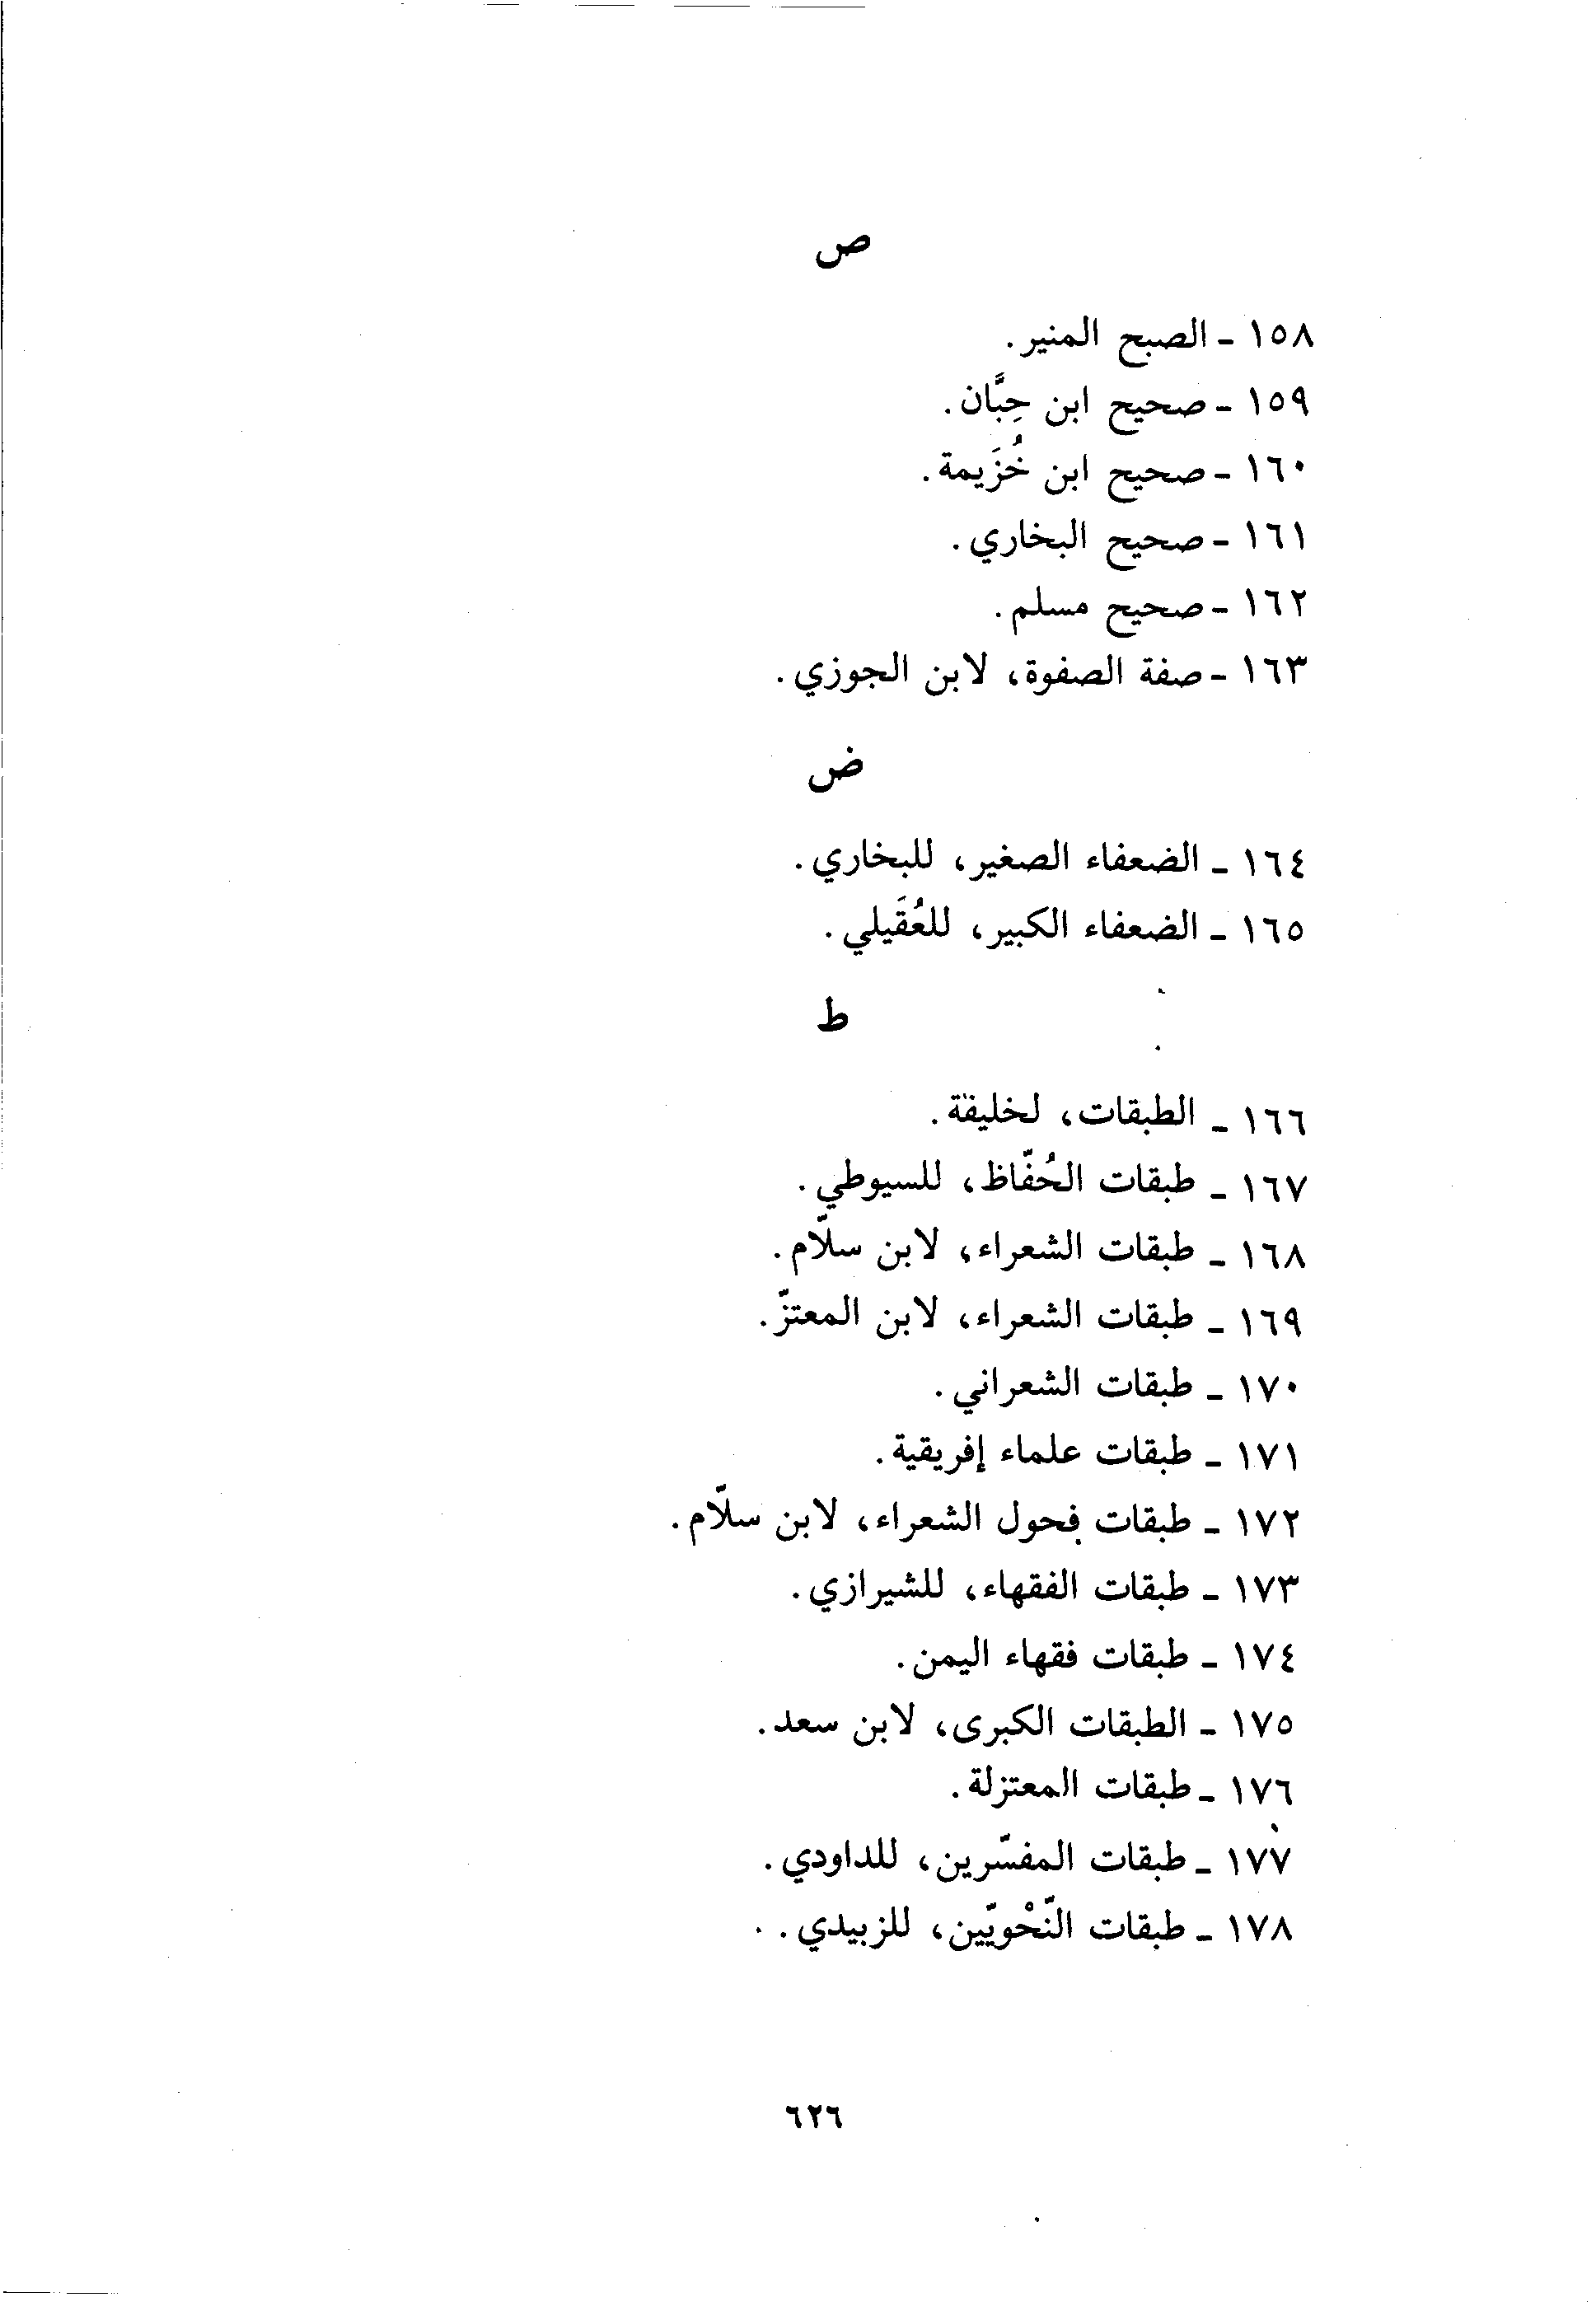 ص
١٥٨ - الصبح المنير.
١٥٩ - صحيح ابن حِبَّان.
١٦٠ - صحيح ابن خُزَيمة.
١٦١ - صحيح البخاري.
١٦٢ - صحيح مسلم.
١٦٣ - صفة الصفوة، لابن الجوزي.
ض
١٦٤ - الضعفاء الصغير، للبخاري.
١٦٥ - الضعفاء الكبير، للعُقَيلي.
ط
١٦٦ - الطبقات، لخليفة.
١٦٧ - طبقات الحُفّاظ، للسيوطي.
١٦٨ - طبقات الشعراء، لابن سلّام.
١٦٩ - طبقات الشعراء، لابن المعتزّ.
١٧٠ - طبقات الشعراني.
١٧١ - طبقات علماء إفريقية.
١٧٢ - طبقات فحول الشعراء، لابن سلّام.
١٧٣ - طبقات الفقهاء، للشيرازي.
١٧٤ - طبقات فقهاء اليمن.
١٧٥ - الطبقات الكبرى، لابن سعد.
١٧٦ - طبقات المعتزلة.
١٧٧ - طبقات المفسّرين، للداودي.
١٧٨ - طبقات النّحْويّين، للزبيدي.
٦٢٦